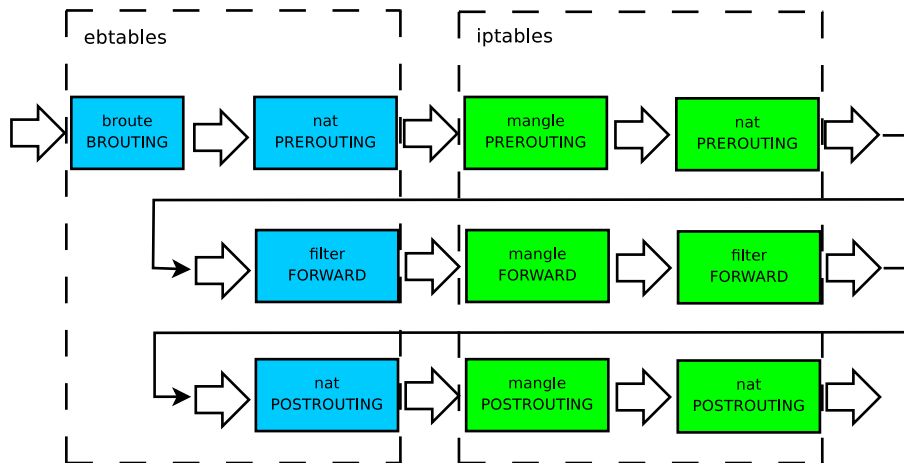 ebtables
iptables
broute
BROUTING
nat
PREROUTING
mangle
PREROUTING
nat
PREROUTING
filter
FORWARD
mangle
FORWARD
filter
FORWARD
nat
POSTROUTING
mangle
POSTROUTING
nat
POSTROUTING